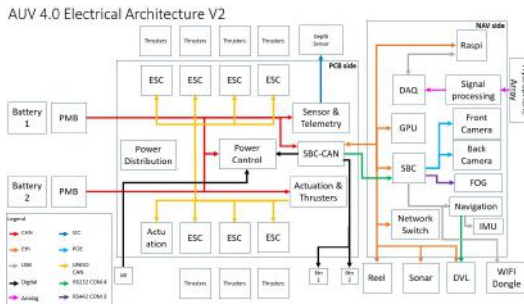 AUV 4.0 Electrical Architecture V2
NAV side
Thrusters
Thrusters
Thrusters
Thrusters
Depth
Sensor
Raspi
PCB side
ESC
ESC
ESC
ESC
DAQ
Signal
processing
Array
Battery
1
PMB
Sensor &
Telemetry
GPU
Front
Camera
Power
Distribution
Power
Control
SBC-CAN
SBC
Back
Camera
FOG
Battery
2
PMB
Actuation &
Thrusters
Navigation
IMU
Network
Switch
Actu
ation
ESC
ESC
ESC
Legend
CAN
Eth
USB
Digital
Analog
I2C
POE
RS232 COM 4
RS442 COM 3
Thrusters
Thrusters
Thrusters
Reel
Sonar
DVL
WIFI
Dongle